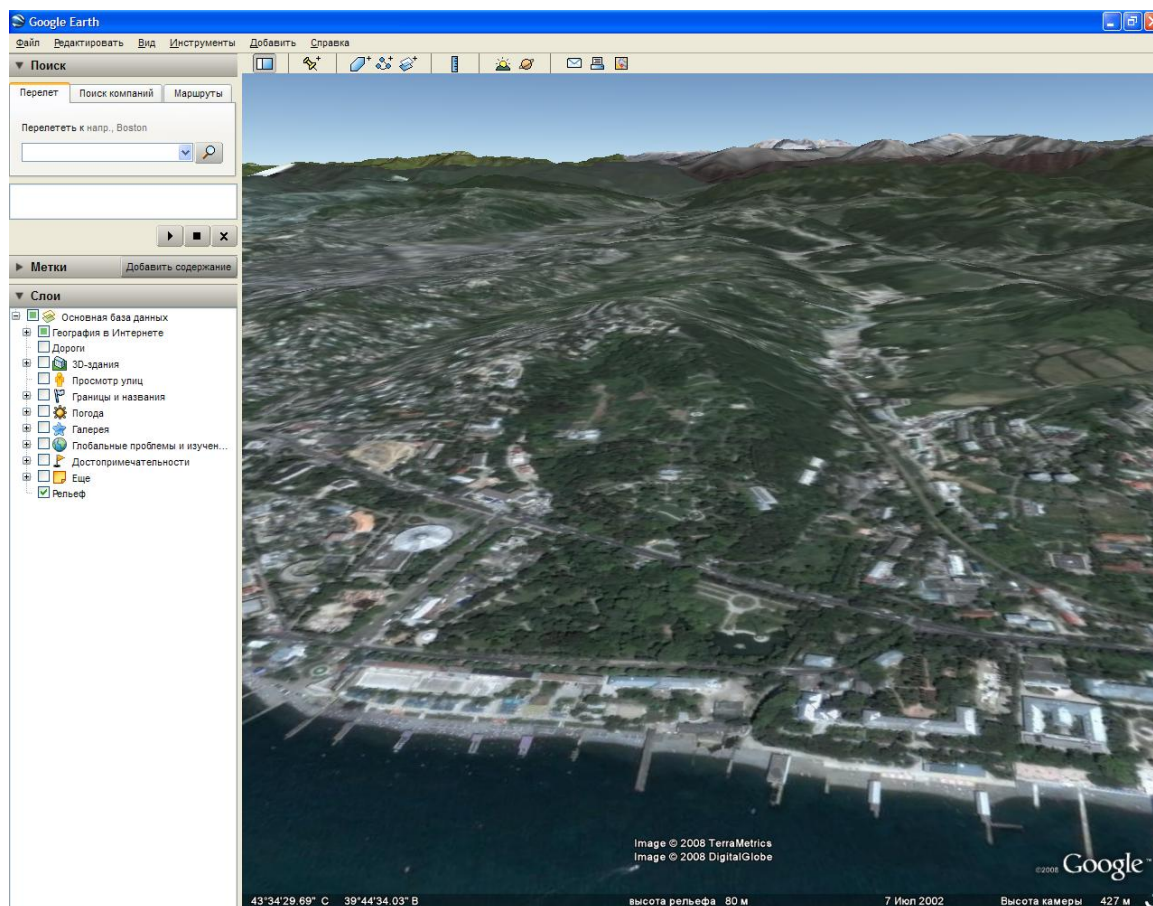 Google Earth
Файл Редактировать Вид Инструменты Добавить Справка
Поиск
Перелет Поиск компаний Маршруты
Перелететь к напр., Boston
Метки Добавить содержание
Слои
Основная база данных
География в Интернете
Дороги
3D-здания
Просмотр улиц
Границы и названия
Погода
Галерея
Глобальные проблемы и изучен...
Достопримечательности
Еще
Рельеф
Image © 2008 TerraMetrics
Image © 2008 DigitalGlobe
©2008 Google™
43°34'29.69" С 39°44'34.03" В высота рельефа 80 м 7 Июл 2002 Высота камеры 427 м